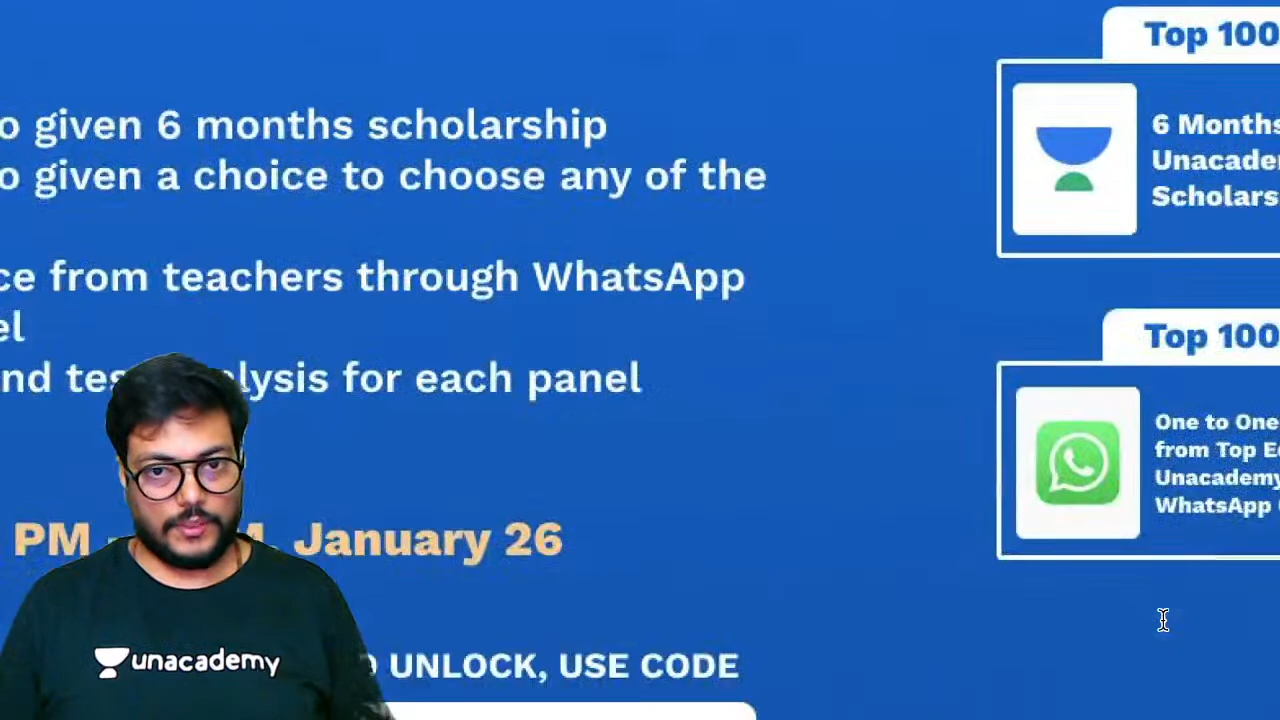 o given 6 months scholarship
o given a choice to choose any of the
ce from teachers through WhatsApp
el
nd tes lysis for each panel
PM January 26
UNLOCK, USE CODE
unacademy
Top 100
6 Months
Unacade
Scholars
Top 100
One to One
from Top E
Unacademy
WhatsApp